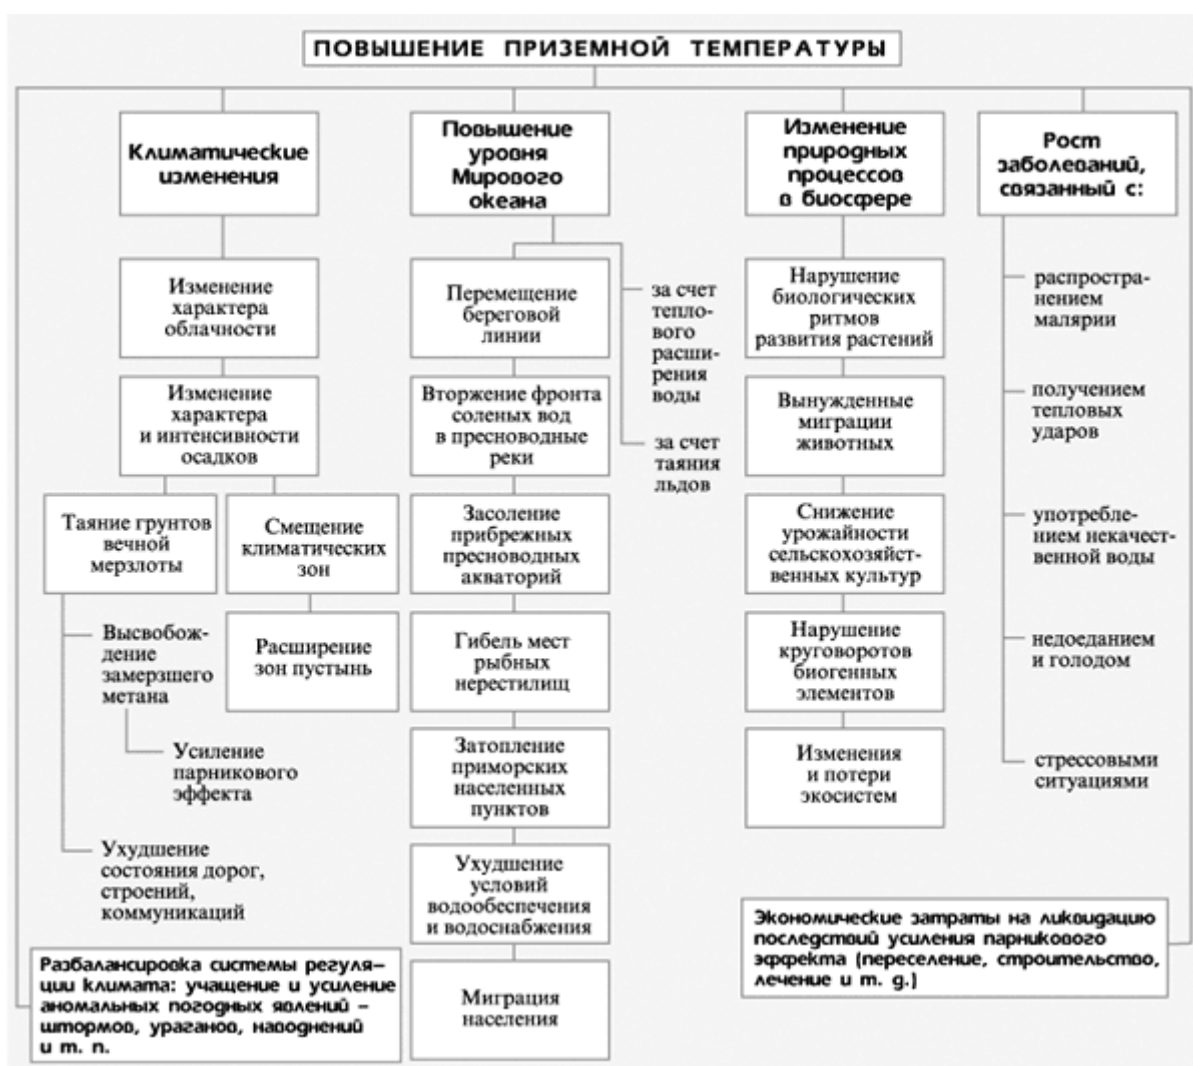 ПОВЫШЕНИЕ ПРИЗЕМНОЙ ТЕМПЕРАТУРЫ
Климатические
изменения
Изменение
характера
облачности
Изменение
характера
и интенсивности
осадков
Таяние грунтов
вечной
мерзлоты
Высвобож-
дение
замерзшего
метана
Усиление
парникового
эффекта
Ухудшение
состояния дорог,
строений,
коммуникаций
Смещение
климатических
зон
Расширение
зон пустынь
Разбалансировка системы регуля-
ции климата: учащение и усиление
аномальных погодных явлений –
штормов, ураганов, наводнений
и т. п.
Повышение
уровня
Мирового
океана
Перемещение
береговой
линии
Вторжение фронта
соленых вод
в пресноводные
реки
Засоление
прибрежных
пресноводных
акваторий
Гибель мест
рыбных
нерестилищ
Затопление
приморских
населенных
пунктов
Ухудшение
условий
водообеспечения
и водоснабжения
Миграция
населения
за счет
тепло-
вого
расши-
рения
воды
за счет
таяния
льдов
Изменение
природных
процессов
в биосфере
Нарушение
биологических
ритмов
развития растений
Вынужденные
миграции
животных
Снижение
урожайности
сельскохозяйст-
венных культур
Нарушение
круговоротов
биогенных
элементов
Изменения
и потери
экосистем
Рост
заболеваний,
связанный с:
распростра-
нением
малярии
получением
тепловых
ударов
употребле-
нием некачест-
венной воды
недоеданием
и голодом
стрессовыми
ситуациями
Экономические затраты на ликвидацию
последствий усиления парникового
эффекта (переселение, строительство,
лечение и т. д.)